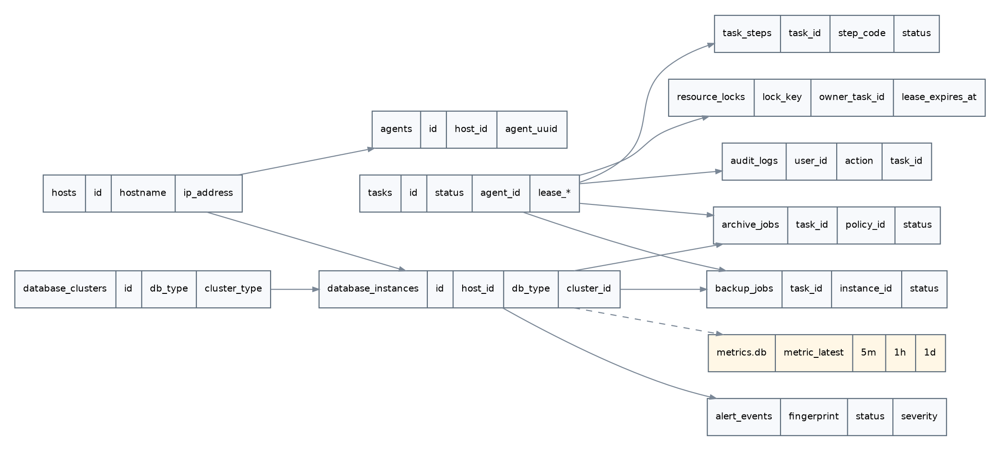 task_steps task_id step_code status
resource_locks lock_key owner_task_id lease_expires_at
agents id host_id agent_uuid
audit_logs user_id action task_id
hosts id hostname ip_address
tasks id status agent_id lease_*
archive_jobs task_id policy_id status
database_clusters id db_type cluster_type
database_instances id host_id db_type cluster_id
backup_jobs task_id instance_id status
metrics.db metric_latest 5m 1h 1d
alert_events fingerprint status severity